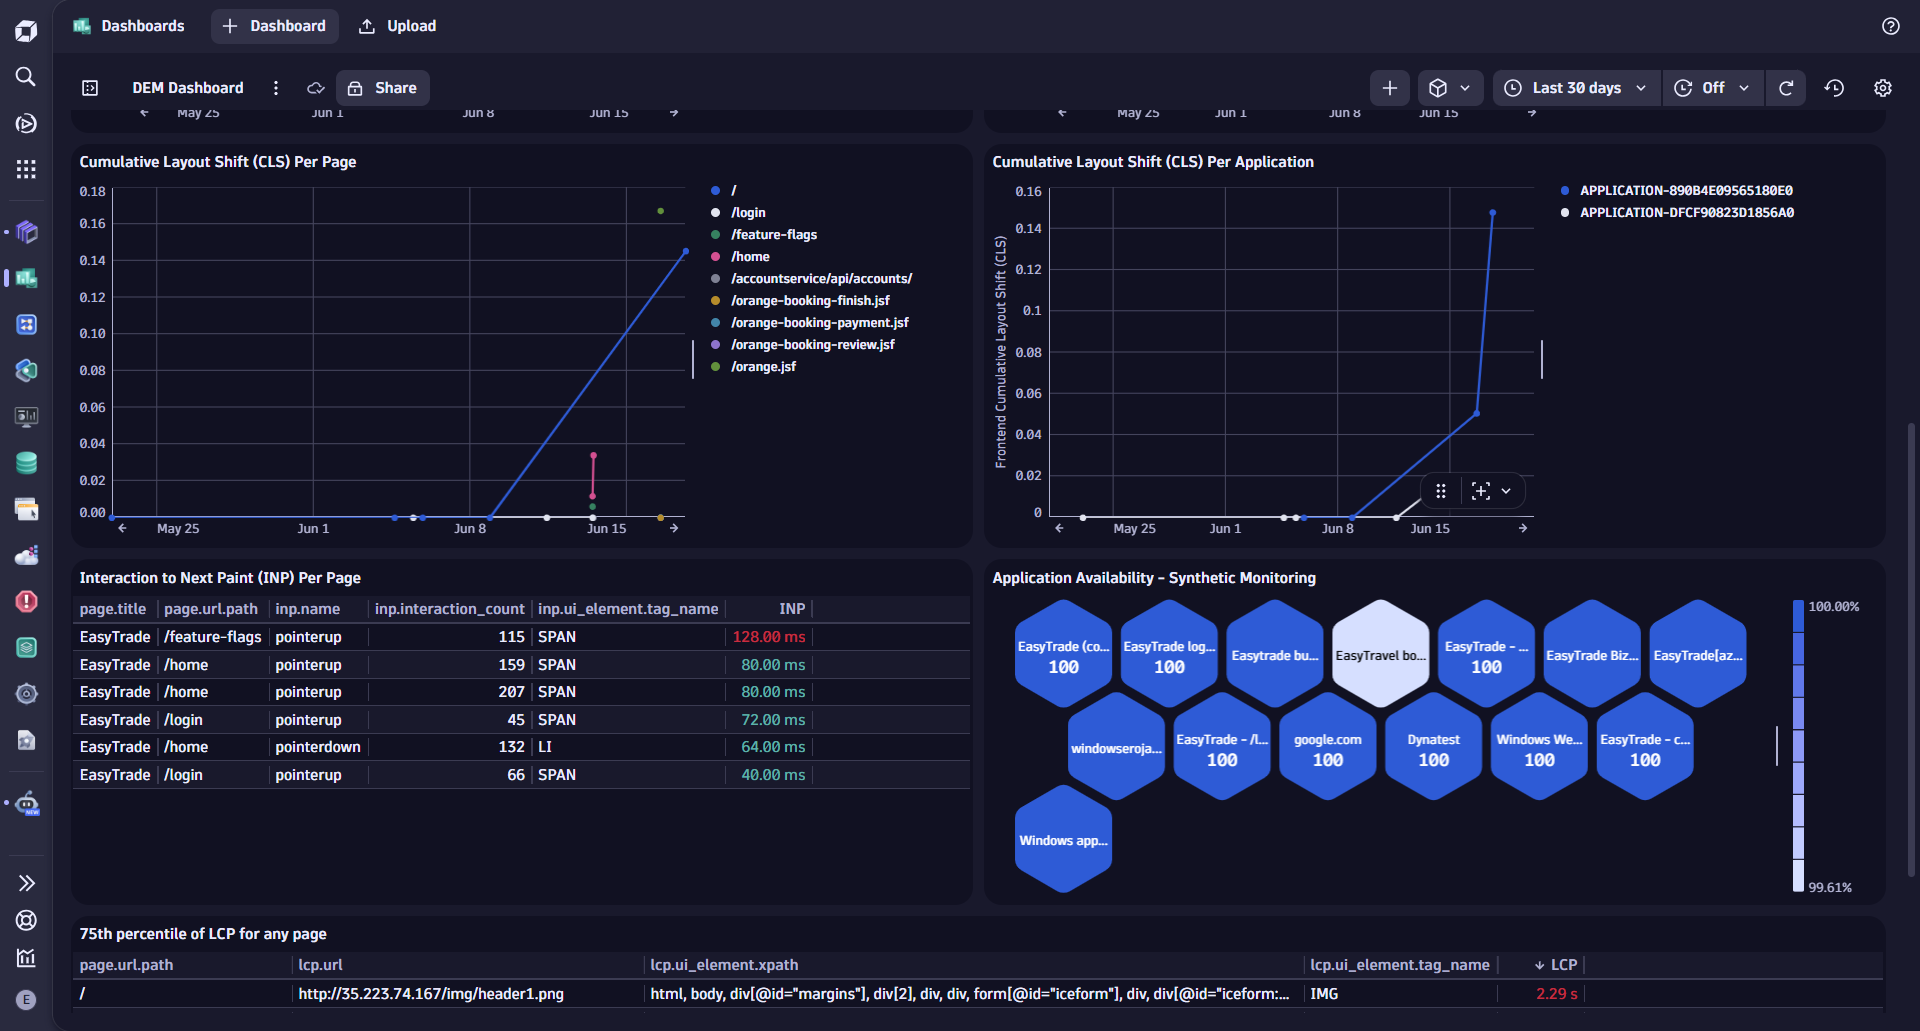 Dashboards
Dashboard
Upload
DEM Dashboard
Share
Last 30 days
Off
May 25
Jun 1
Jun 8
Jun 15
May 25
Jun 1
Jun 8
Jun 15
Cumulative Layout Shift (CLS) Per Page
0.18
0.16
0.14
0.12
0.10
0.08
0.06
0.04
0.02
0.00
May 25
Jun 1
Jun 8
Jun 15
/
/login
/feature-flags
/home
/accountservice/api/accounts/
/orange-booking-finish.jsf
/orange-booking-payment.jsf
/orange-booking-review.jsf
/orange.jsf
Cumulative Layout Shift (CLS) Per Application
Frontend Cumulative Layout Shift (CLS)
0.16
0.14
0.12
0.1
0.08
0.06
0.04
0.02
0
May 25
Jun 1
Jun 8
Jun 15
APPLICATION-890B4E09565180E0
APPLICATION-DFCF90823D1856A0
Interaction to Next Paint (INP) Per Page
page.title page.url.path inp.name inp.interaction_count inp.ui_element.tag_name INP
EasyTrade /feature-flags pointerup 115 SPAN 128.00 ms
EasyTrade /home pointerup 159 SPAN 80.00 ms
EasyTrade /home pointerup 207 SPAN 80.00 ms
EasyTrade /login pointerup 45 SPAN 72.00 ms
EasyTrade /home pointerdown 132 LI 64.00 ms
EasyTrade /login pointerup 66 SPAN 40.00 ms
Application Availability - Synthetic Monitoring
EasyTrade (co...
100
EasyTrade log...
100
Easytrade bu...
EasyTravel bo...
EasyTrade - ...
100
EasyTrade Biz...
EasyTrade[az...
windowseroja...
EasyTrade - /l...
100
google.com
100
Dynatest
100
Windows We...
100
EasyTrade - c...
100
Windows app...
100.00%
99.61%
75th percentile of LCP for any page
page.url.path lcp.url lcp.ui_element.xpath lcp.ui_element.tag_name LCP
/ http://35.223.74.167/img/header1.png html, body, div[@id="margins"], div[2], div, div, form[@id="iceform"], div, div[@id="iceform:... IMG 2.29 s
NEW
E